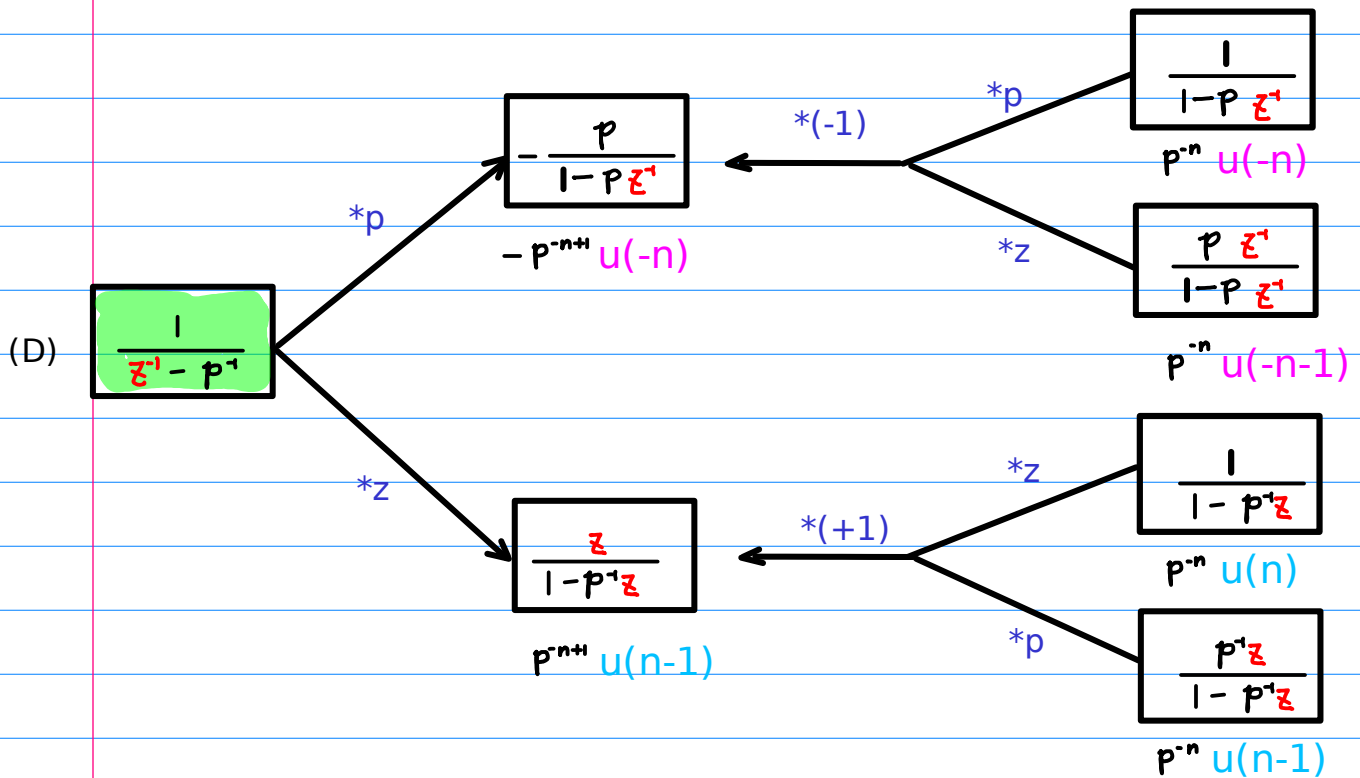 (D)
1
z⁻¹ - p⁻¹
*p
*z
- p
1 - p z⁻¹
- p⁻ⁿ⁺¹ u(-n)
z
1 - p⁻¹z
p⁻ⁿ⁺¹ u(n-1)
*(-1)
*p
*z
1
1 - p z⁻¹
p⁻ⁿ u(-n)
p z⁻¹
1 - p z⁻¹
p⁻ⁿ u(-n-1)
*(+1)
*z
*p
1
1 - p⁻¹z
p⁻ⁿ u(n)
p⁻¹z
1 - p⁻¹z
p⁻ⁿ u(n-1)